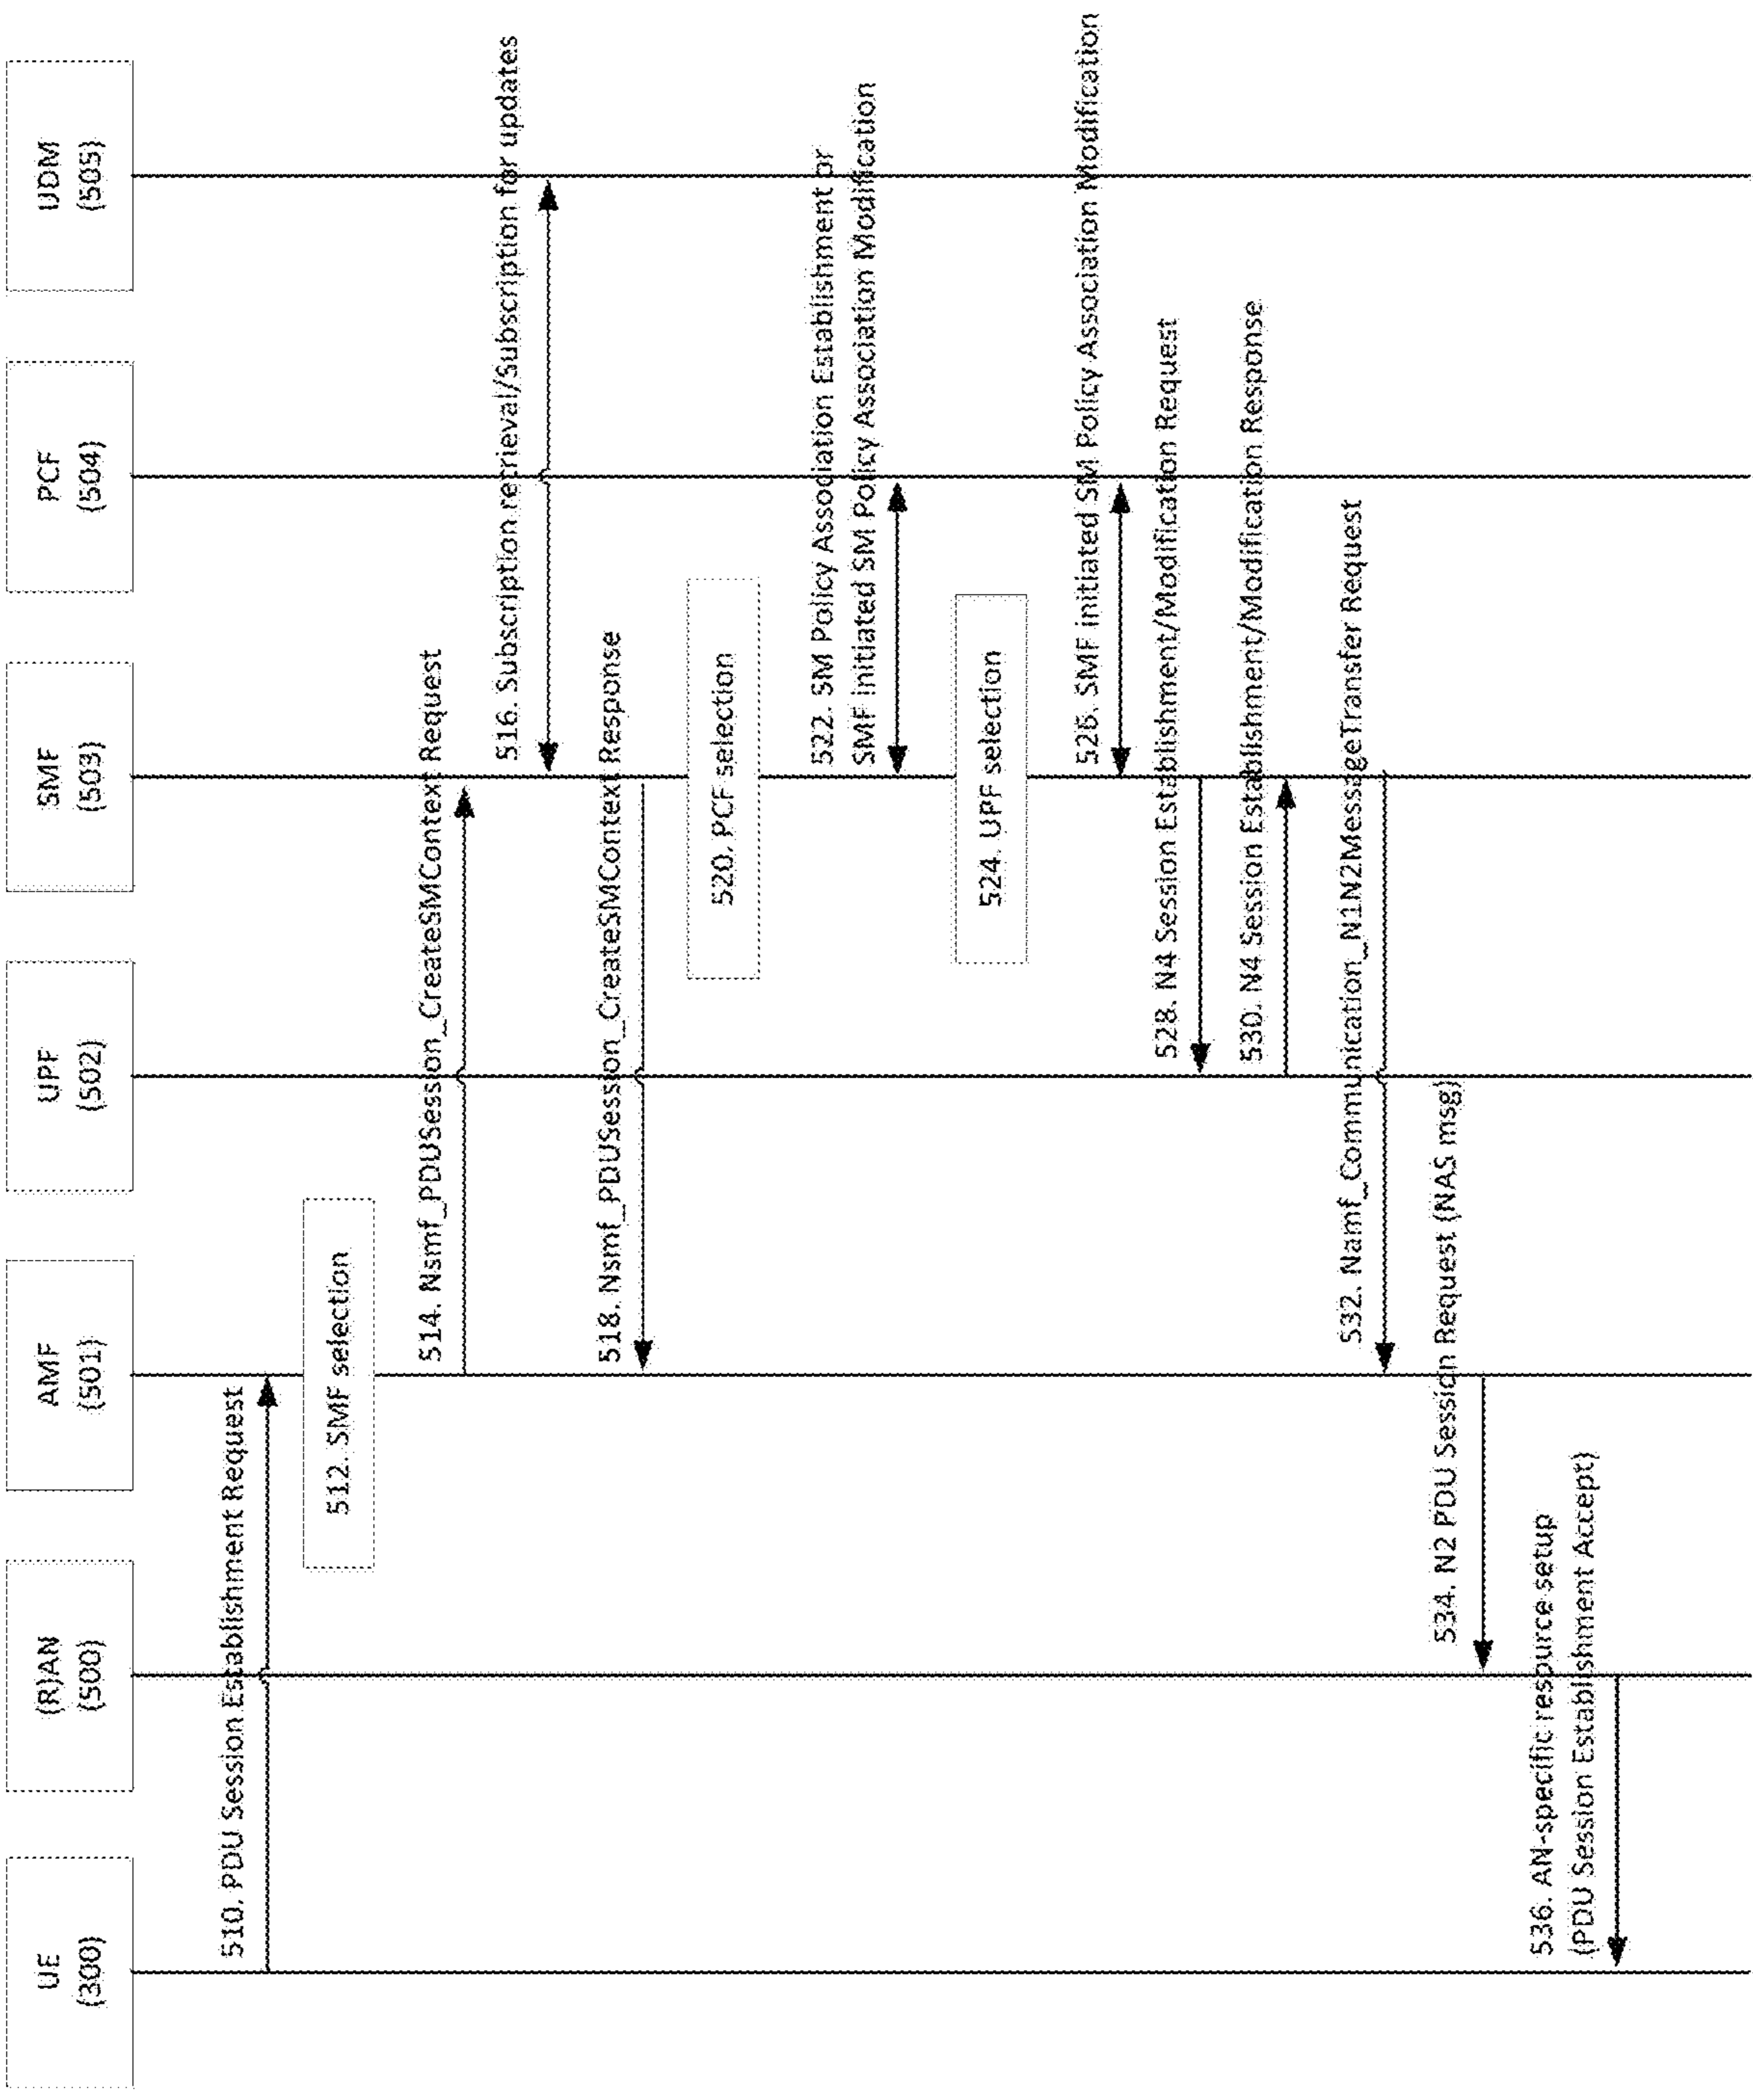 UE
(300)
(R)AN
(500)
AMF
(501)
UPF
(502)
SMF
(503)
PCF
(504)
UDM
(505)
510. PDU Session Establishment Request
512. SMF selection
514. Nsmf_PDUSession_CreateSMContext Request
516. Subscription retrieval/Subscription for updates
518. Nsmf_PDUSession_CreateSMContext Response
520. PCF selection
522. SM Policy Association Establishment or
SMF initiated SM Policy Association Modification
524. UPF selection
526. SMF initiated SM Policy Association Modification
528. N4 Session Establishment/Modification Request
530. N4 Session Establishment/Modification Response
532. Namf_Communication_N1N2MessageTransfer Request
534. N2 PDU Session Request (NAS msg)
536. AN-specific resource setup
(PDU Session Establishment Accept)